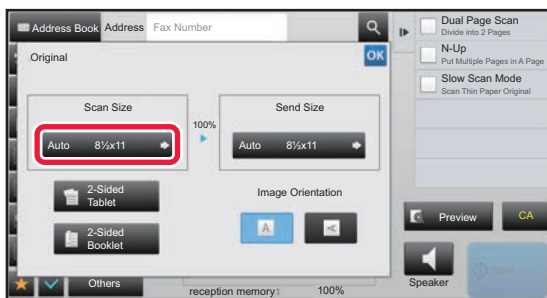 Address Book Address Fax Number
Original
OK
Scan Size
Send Size
100%
Auto 8½x11
Auto 8½x11
2-Sided
Tablet
2-Sided
Booklet
Image Orientation
A
A
Others
reception memory: 100%
Dual Page Scan
Divide into 2 Pages
N-Up
Put Multiple Pages in A Page
Slow Scan Mode
Scan Thin Paper Original
Preview
CA
Speaker
Start